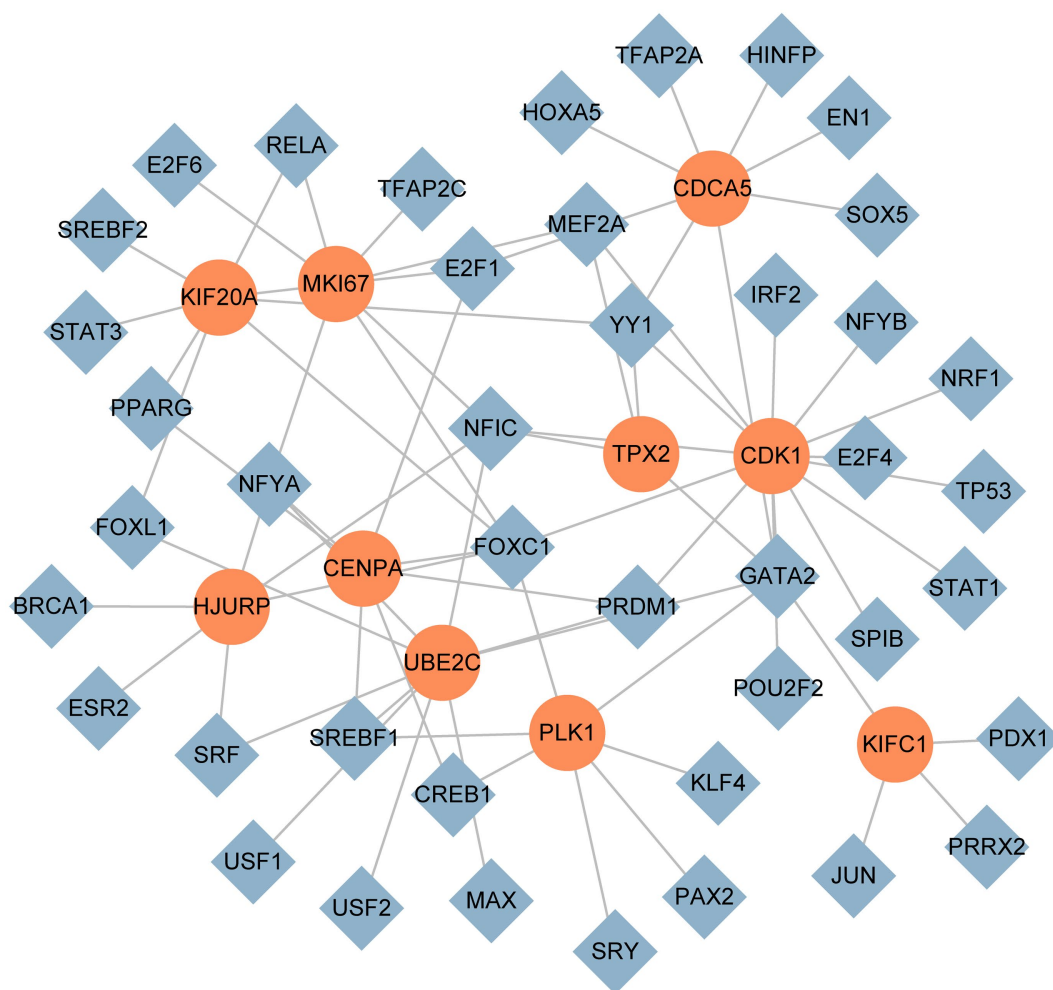 TFAP2A
HINFP
HOXA5
EN1
RELA
E2F6
CDCA5
TFAP2C
SREBF2
MEF2A
SOX5
E2F1
MKI67
KIF20A
IRF2
STAT3
YY1
NFYB
NRF1
PPARG
NFIC
TPX2
CDK1
E2F4
NFYA
TP53
FOXL1
FOXC1
CENPA
GATA2
STAT1
BRCA1
HJURP
PRDM1
SPIB
UBE2C
POU2F2
ESR2
SRF
SREBF1
PLK1
KIFC1
PDX1
KLF4
CREB1
PRRX2
USF1
JUN
USF2
MAX
PAX2
SRY